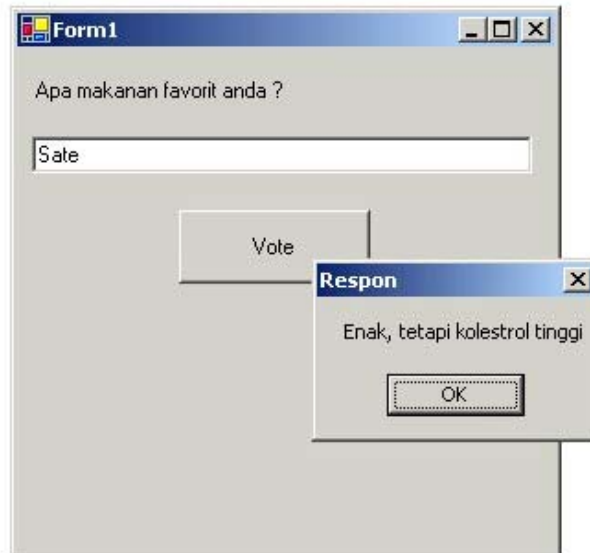 Form1
Apa makanan favorit anda ?
Sate
Vote
Respon
Enak, tetapi kolestrol tinggi
OK